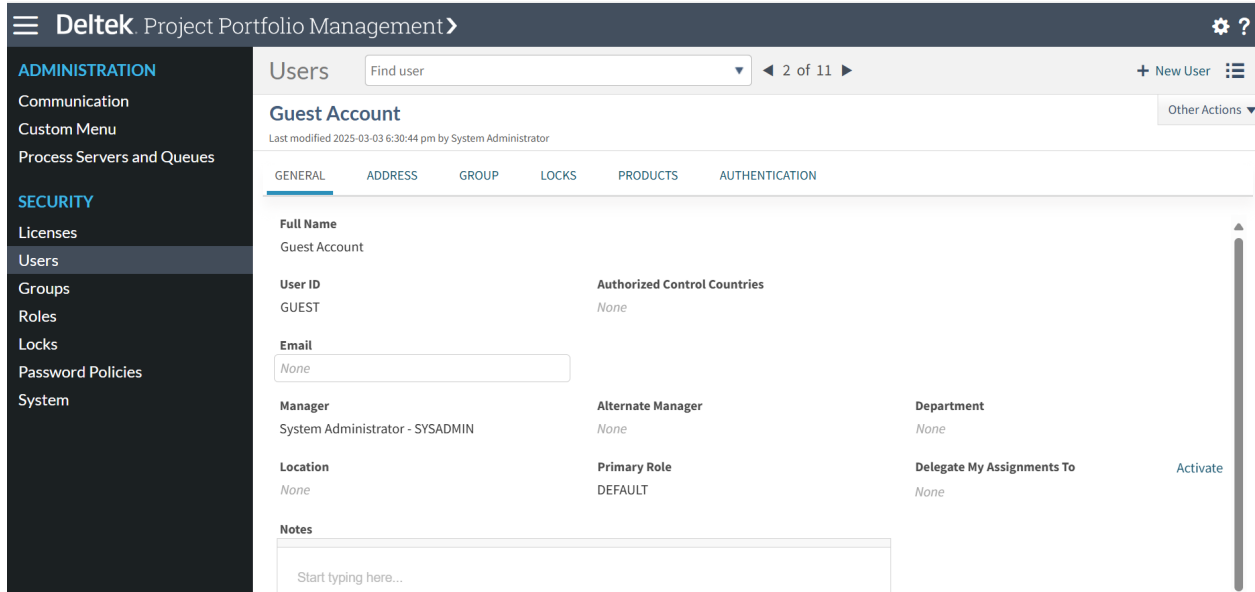 Deltek. Project Portfolio Management
?
ADMINISTRATION
Communication
Custom Menu
Process Servers and Queues
SECURITY
Licenses
Users
Groups
Roles
Locks
Password Policies
System
Users Find user 2 of 11 + New User
Guest Account Other Actions
Last modified 2025-03-03 6:30:44 pm by System Administrator
GENERAL ADDRESS GROUP LOCKS PRODUCTS AUTHENTICATION
Full Name
Guest Account
User ID Authorized Control Countries
GUEST None
Email
None
Manager Alternate Manager Department
System Administrator - SYSADMIN None None
Location Primary Role Delegate My Assignments To Activate
None DEFAULT None
Notes
Start typing here...